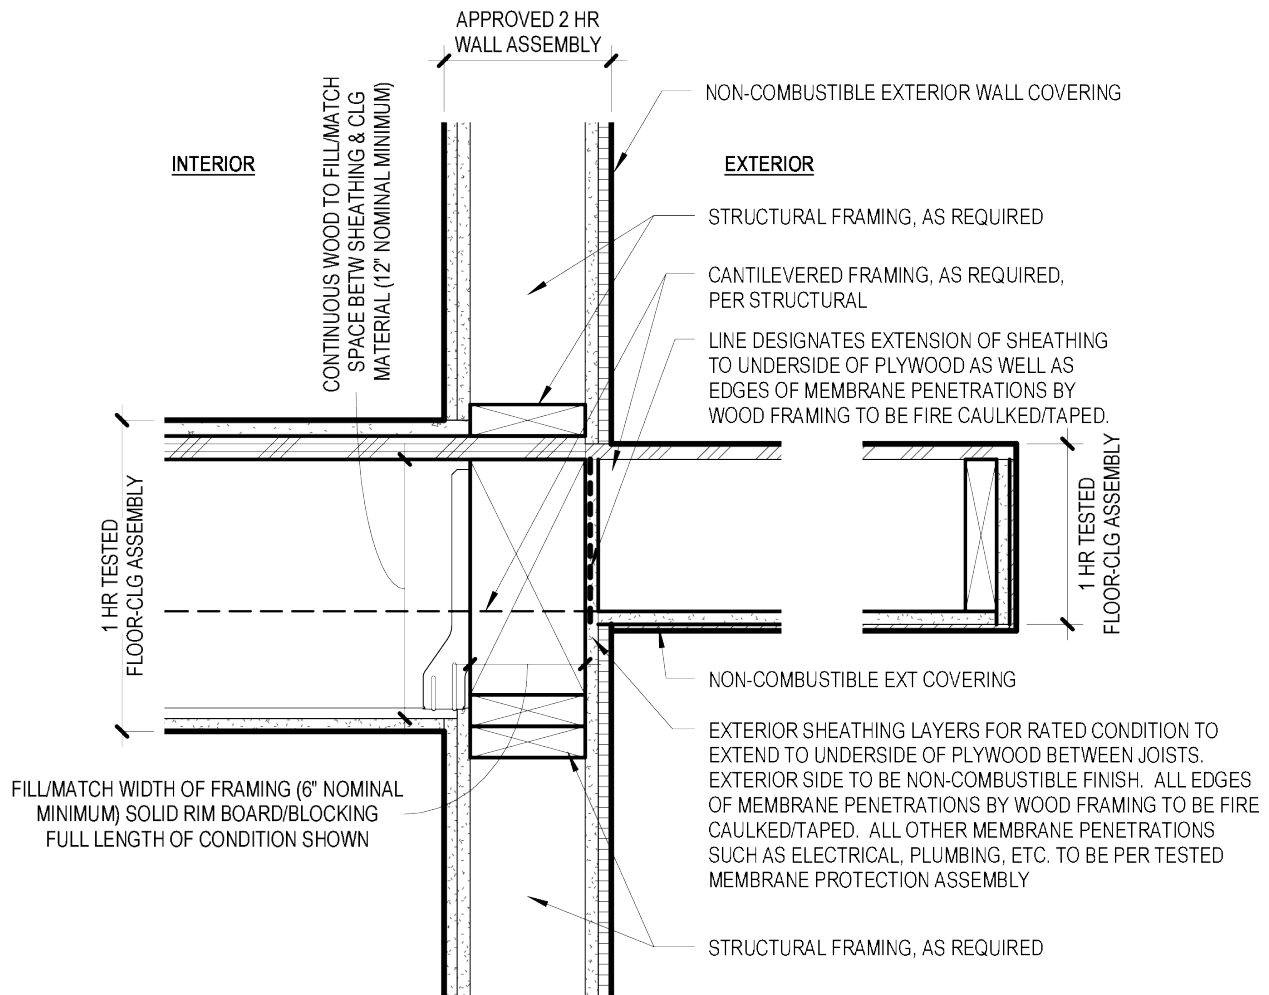 APPROVED 2 HR
WALL ASSEMBLY
CONTINUOUS WOOD TO FILL/MATCH
SPACE BETW SHEATHING & CLG
MATERIAL (12" NOMINAL MINIMUM)
NON-COMBUSTIBLE EXTERIOR WALL COVERING
INTERIOR
EXTERIOR
STRUCTURAL FRAMING, AS REQUIRED
CANTILEVERED FRAMING, AS REQUIRED,
PER STRUCTURAL
LINE DESIGNATES EXTENSION OF SHEATHING
TO UNDERSIDE OF PLYWOOD AS WELL AS
EDGES OF MEMBRANE PENETRATIONS BY
WOOD FRAMING TO BE FIRE CAULKED/TAPED.
1 HR TESTED
FLOOR-CLG ASSEMBLY
1 HR TESTED
FLOOR-CLG ASSEMBLY
NON-COMBUSTIBLE EXT COVERING
EXTERIOR SHEATHING LAYERS FOR RATED CONDITION TO
EXTEND TO UNDERSIDE OF PLYWOOD BETWEEN JOISTS.
EXTERIOR SIDE TO BE NON-COMBUSTIBLE FINISH. ALL EDGES
OF MEMBRANE PENETRATIONS BY WOOD FRAMING TO BE FIRE
CAULKED/TAPED. ALL OTHER MEMBRANE PENETRATIONS
SUCH AS ELECTRICAL, PLUMBING, ETC. TO BE PER TESTED
MEMBRANE PROTECTION ASSEMBLY
FILL/MATCH WIDTH OF FRAMING (6" NOMINAL
MINIMUM) SOLID RIM BOARD/BLOCKING
FULL LENGTH OF CONDITION SHOWN
STRUCTURAL FRAMING, AS REQUIRED